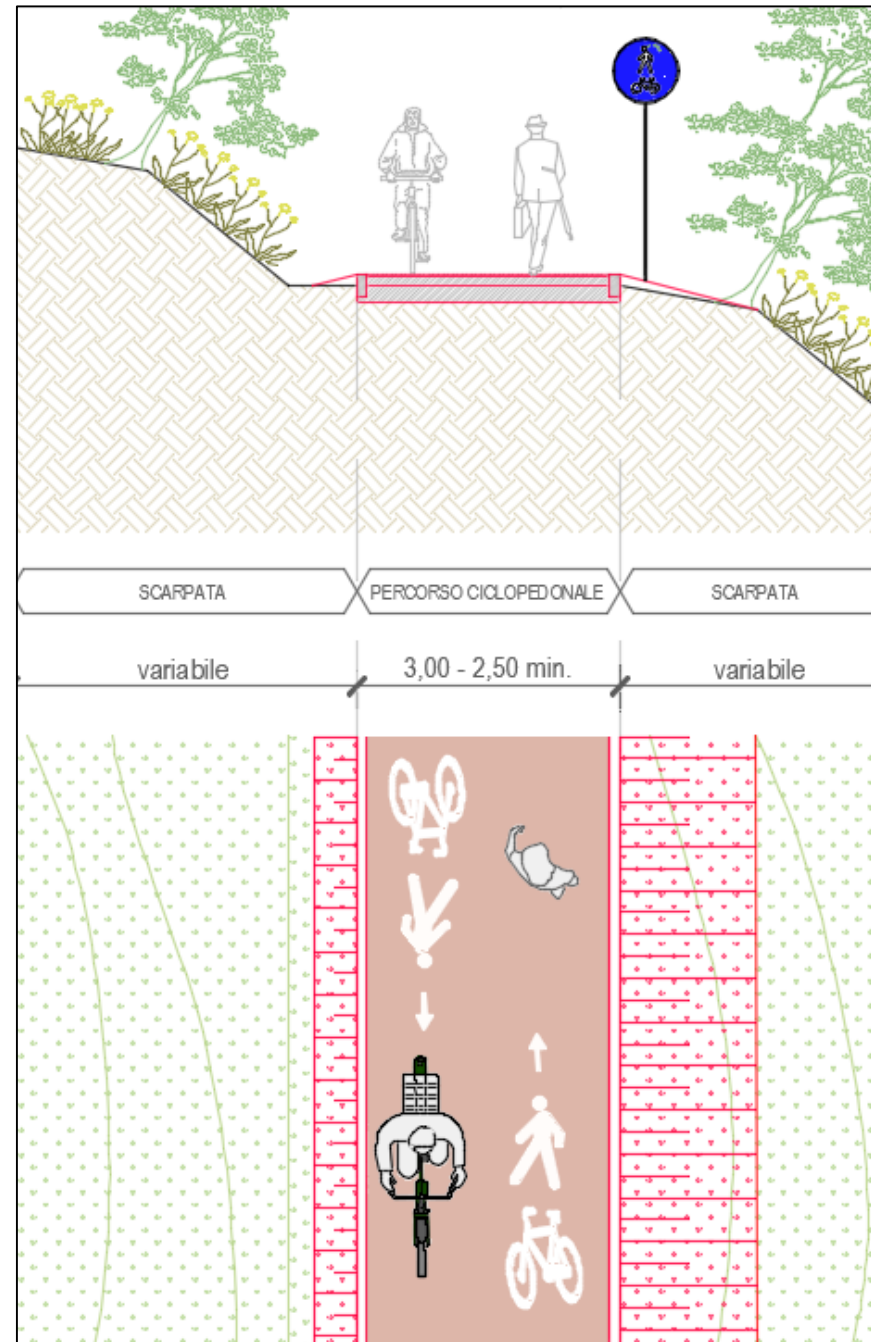 SCARPATA
PERCORSO CICLOPEDONALE
SCARPATA
variabile
3,00 - 2,50 min.
variabile